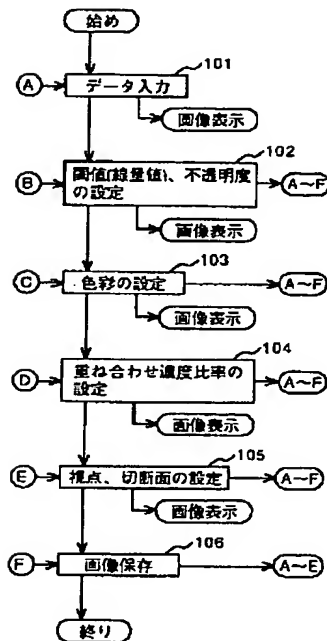 始め
101
A
データ入力
画像表示
102
B
閾値(線量値)、不透明度
の設定
A～F
画像表示
103
C
色彩の設定
A～F
画像表示
104
D
重ね合わせ濃度比率の
設定
A～F
画像表示
105
E
視点、切断面の設定
A～F
画像表示
106
F
画像保存
A～E
終り